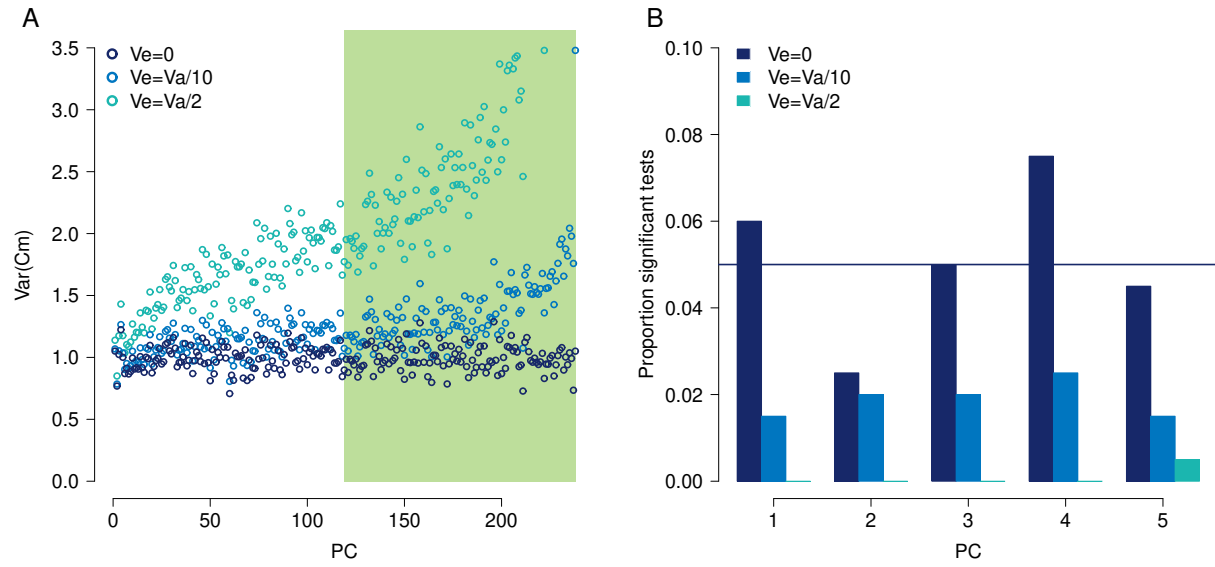 A
Ve=0
Ve=Va/10
Ve=Va/2
Var(Cm)
3.5
3.0
2.5
2.0
1.5
1.0
0.5
0.0
0 50 100 150 200
PC
B
Ve=0
Ve=Va/10
Ve=Va/2
Proportion significant tests
0.10
0.08
0.06
0.04
0.02
0.00
1 2 3 4 5
PC